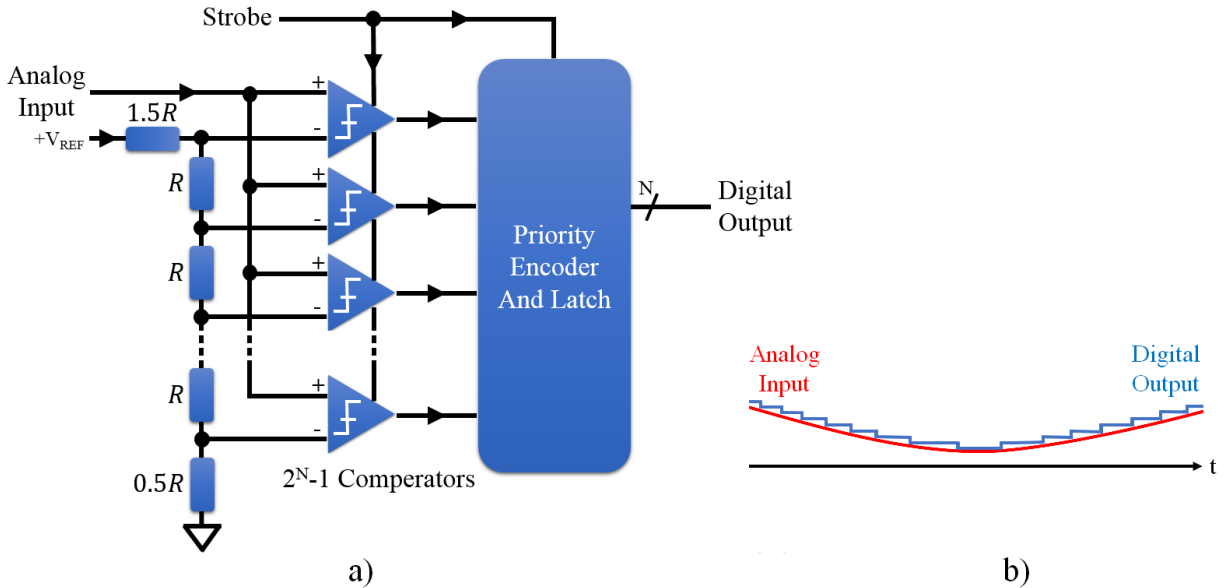 Strobe
Analog
Input
1.5R
+VREF
+
-
R
+
-
R
+
-
R
+
-
0.5R
2N-1 Comperators
Priority
Encoder
And Latch
N
Digital
Output
a)
Analog
Input
Digital
Output
t
b)